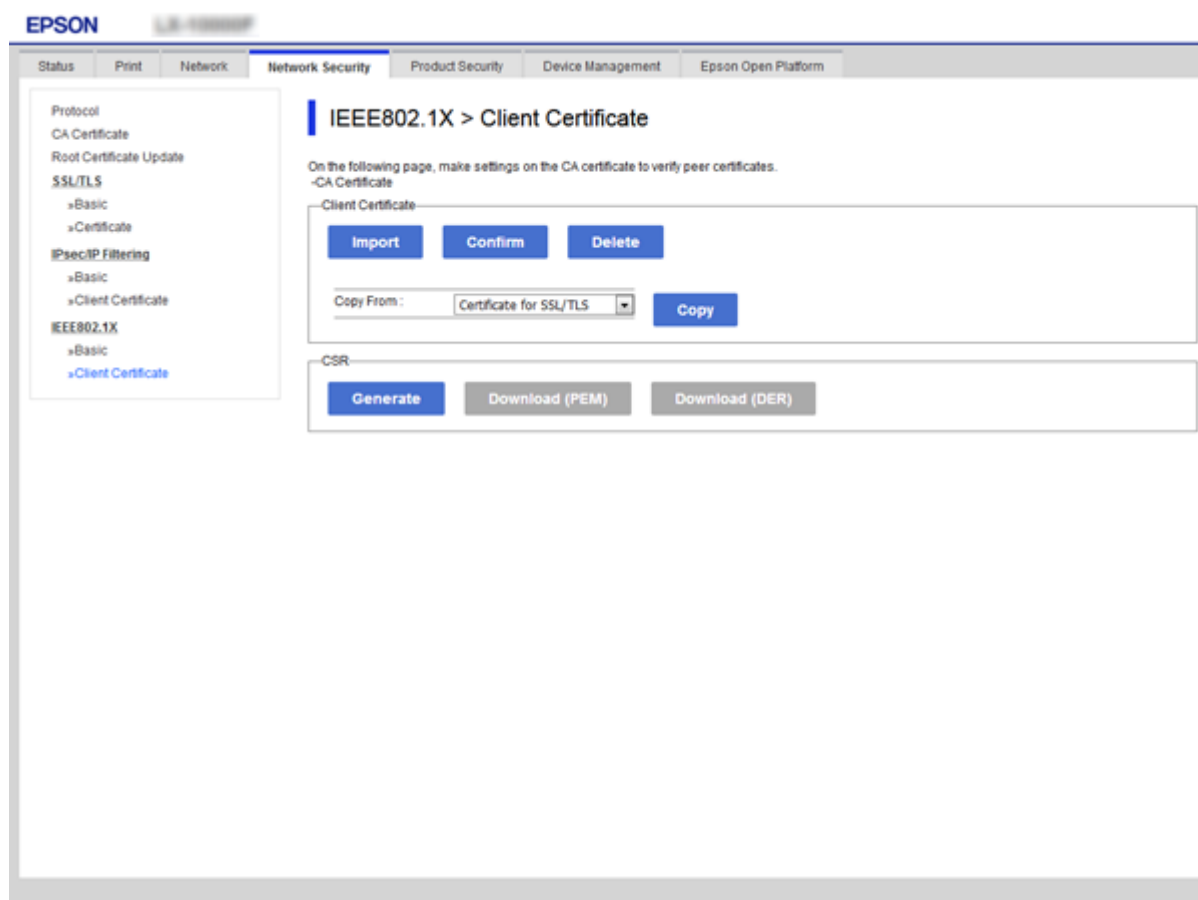 EPSON
Status Print Network Network Security Product Security Device Management Epson Open Platform
Protocol
CA Certificate
Root Certificate Update
SSL/TLS
»Basic
»Certificate
IPsec/IP Filtering
»Basic
»Client Certificate
IEEE802.1X
»Basic
»Client Certificate
IEEE802.1X > Client Certificate
On the following page, make settings on the CA certificate to verify peer certificates.
-CA Certificate
Client Certificate
Import Confirm Delete
Copy From : Certificate for SSL/TLS Copy
CSR
Generate Download (PEM) Download (DER)